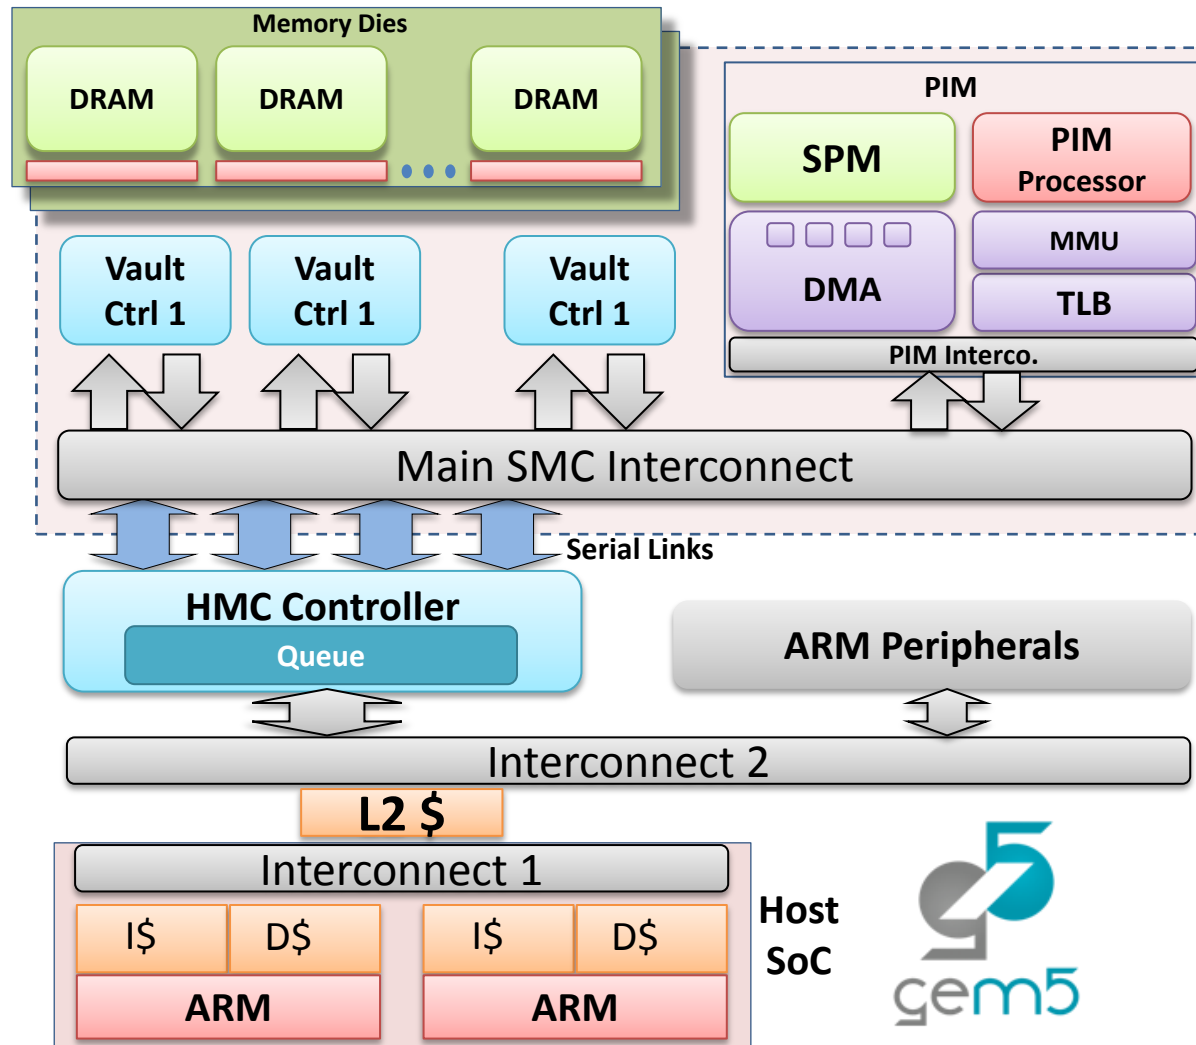 Memory Dies
DRAM
DRAM
DRAM
PIM
SPM
PIM
Processor
DMA
MMU
TLB
PIM Interco.
Vault
Ctrl 1
Vault
Ctrl 1
Vault
Ctrl 1
Main SMC Interconnect
Serial Links
HMC Controller
Queue
ARM Peripherals
Interconnect 2
L2 $
Interconnect 1
I$
D$
I$
D$
ARM
ARM
Host
SoC
g5
gem5